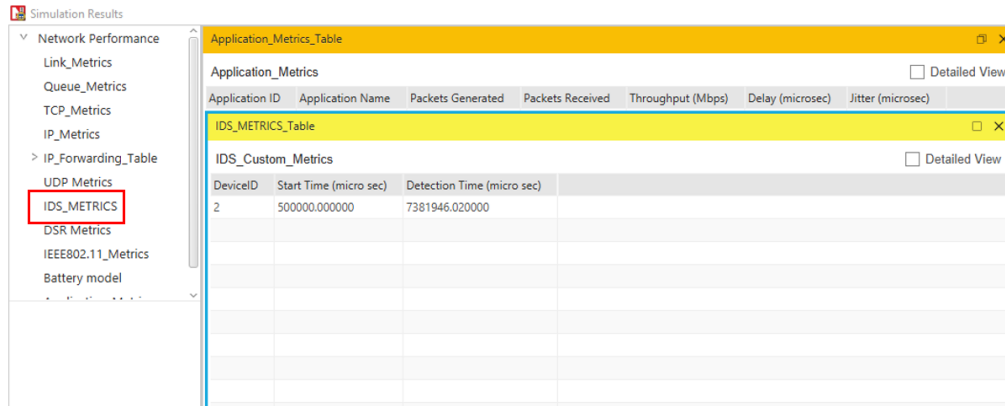 Simulation Results
Network Performance
Link_Metrics
Queue_Metrics
TCP_Metrics
IP_Metrics
IP_Forwarding_Table
UDP Metrics
IDS_METRICS
DSR Metrics
IEEE802.11_Metrics
Battery model
Application_Metrics_Table
Application_Metrics Detailed View
Application ID Application Name Packets Generated Packets Received Throughput (Mbps) Delay (microsec) Jitter (microsec)
IDS_METRICS_Table
IDS_Custom_Metrics Detailed View
DeviceID Start Time (micro sec) Detection Time (micro sec)
2 500000.000000 7381946.020000